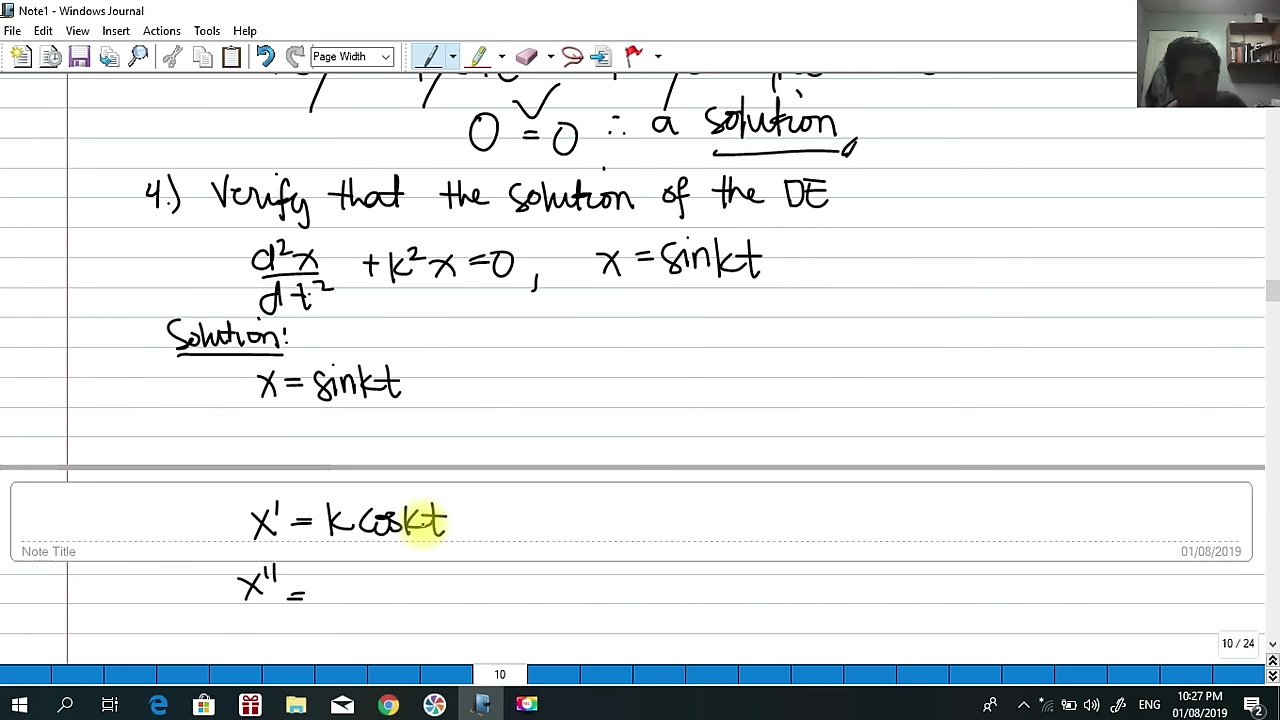 Note1 - Windows Journal
File Edit View Insert Actions Tools Help
Page Width
0 = 0 ∴ a solution
4.) Verify that the solution of the DE
d²x/dt² + k²x = 0, x = sinkt
Solution:
x = sinkt
x' = k coskt
Note Title
01/08/2019
x'' =
10 / 24
10
ENG
10:27 PM
01/08/2019
2